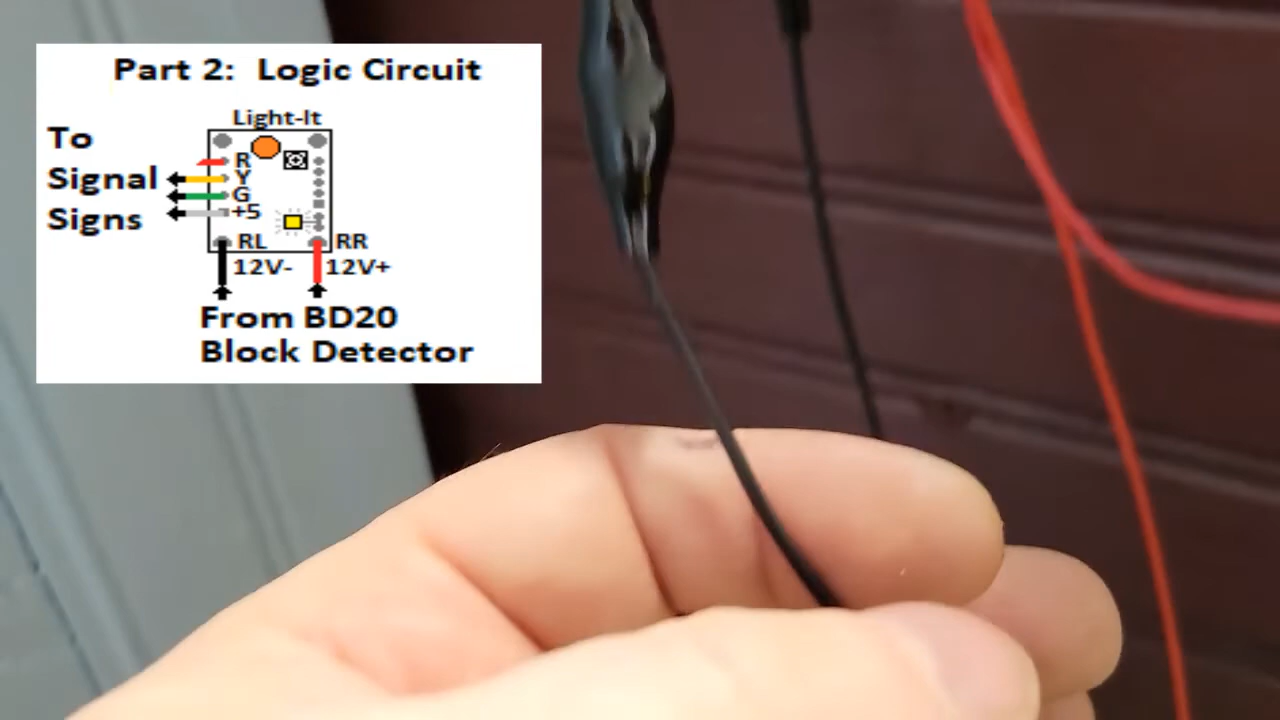 Part 2: Logic Circuit
Light-It
To
Signal
Signs
R
Y
G
+5
RL RR
12V- 12V+
From BD20
Block Detector